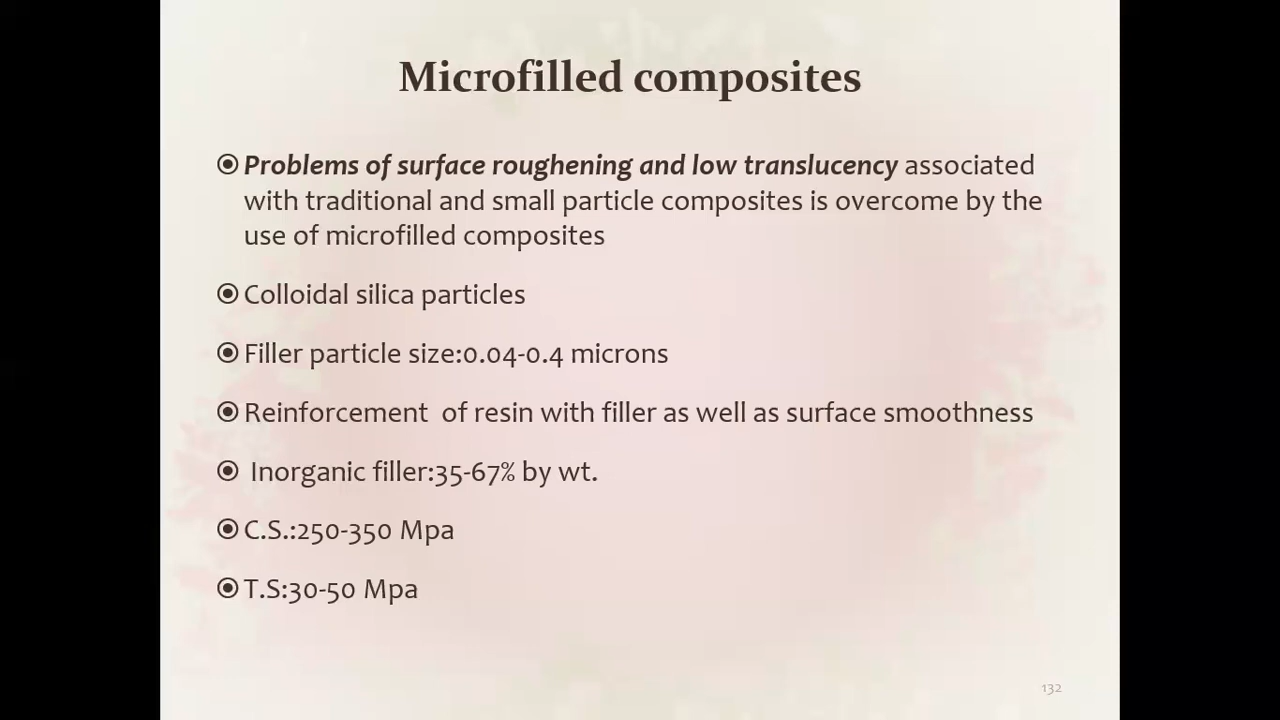 Microfilled composites
Problems of surface roughening and low translucency associated
with traditional and small particle composites is overcome by the
use of microfilled composites
Colloidal silica particles
Filler particle size:0.04-0.4 microns
Reinforcement of resin with filler as well as surface smoothness
Inorganic filler:35-67% by wt.
C.S.:250-350 Mpa
T.S:30-50 Mpa
132